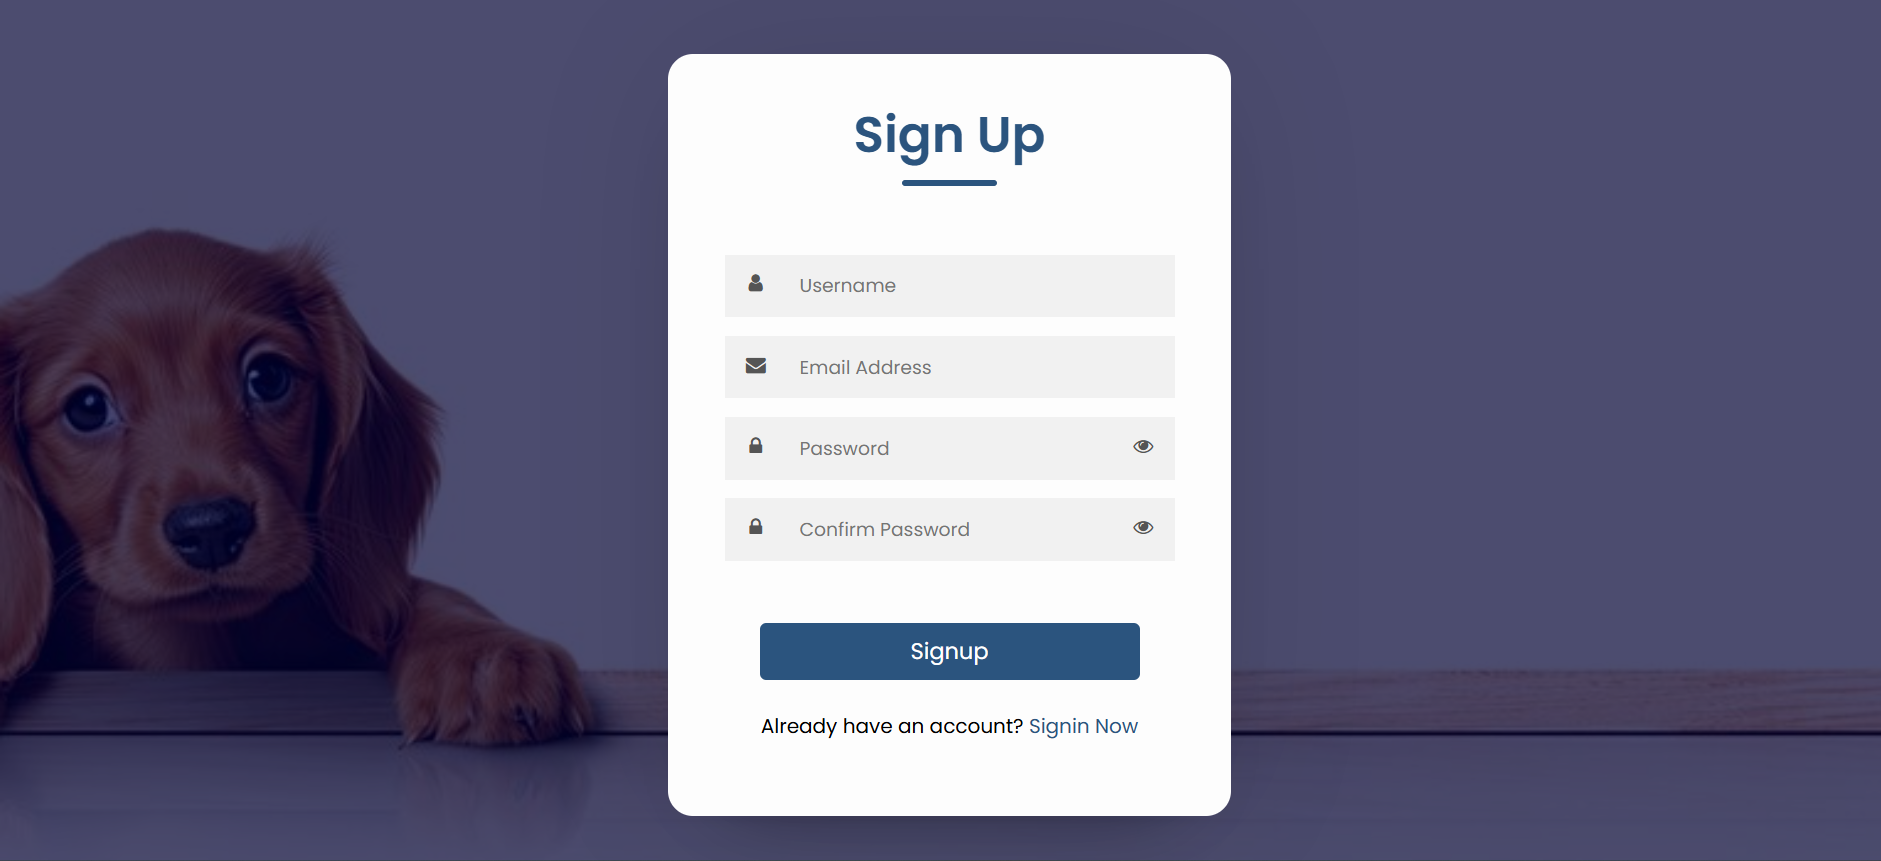 Sign Up
Username
Email Address
Password
Confirm Password
Signup
Already have an account? Signin Now